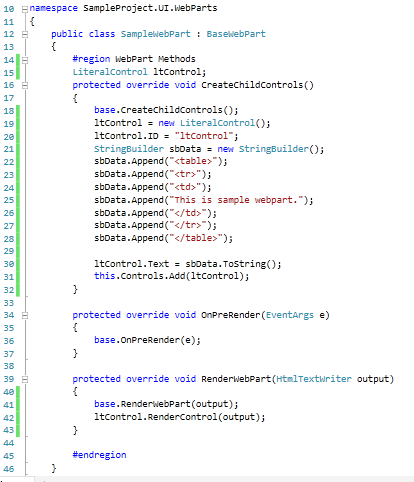 10 namespace SampleProject.UI.WebParts
11 {
12     public class SampleWebPart : BaseWebPart
13     {
14         #region WebPart Methods
15         LiteralControl ltControl;
16         protected override void CreateChildControls()
17         {
18             base.CreateChildControls();
19             ltControl = new LiteralControl();
20             ltControl.ID = "ltControl";
21             StringBuilder sbData = new StringBuilder();
22             sbData.Append("<table>");
23             sbData.Append("<tr>");
24             sbData.Append("<td>");
25             sbData.Append("This is sample webpart.");
26             sbData.Append("</td>");
27             sbData.Append("</tr>");
28             sbData.Append("</table>");
29
30             ltControl.Text = sbData.ToString();
31             this.Controls.Add(ltControl);
32         }
33
34         protected override void OnPreRender(EventArgs e)
35         {
36             base.OnPreRender(e);
37         }
38
39         protected override void RenderWebPart(HtmlTextWriter output)
40         {
41             base.RenderWebPart(output);
42             ltControl.RenderControl(output);
43         }
44
45         #endregion
46     }